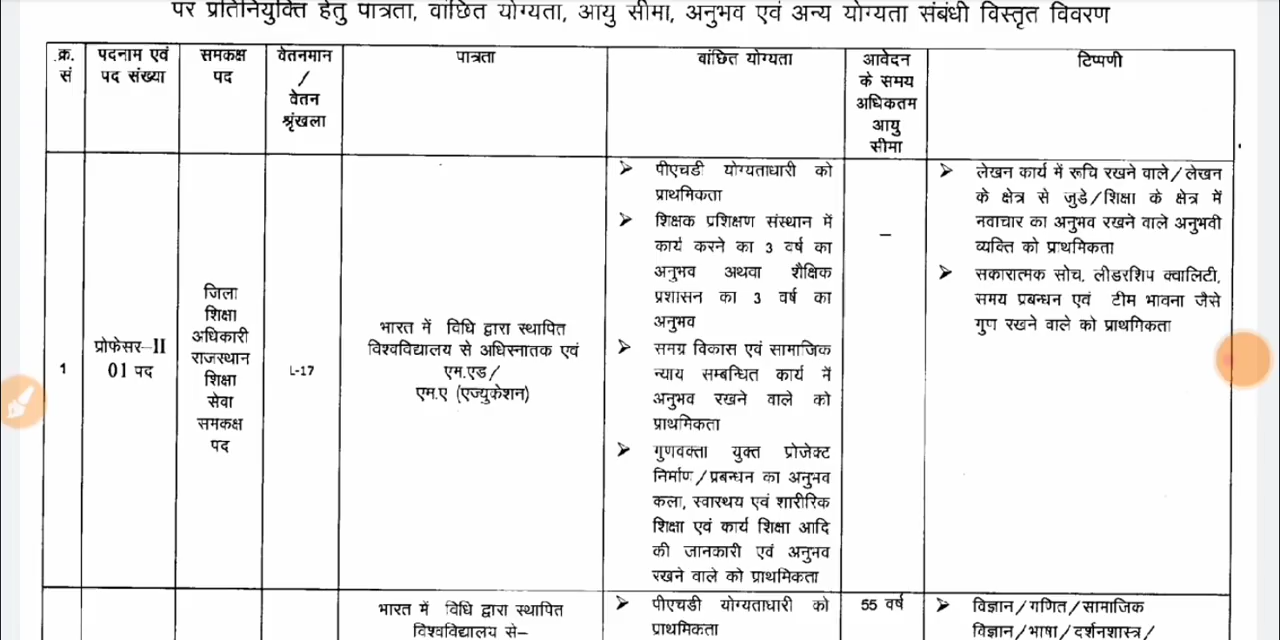 पर प्रतिनियुक्ति हेतु पात्रता, वांछित योग्यता, आयु सीमा, अनुभव एवं अन्य योग्यता संबंधी विस्तृत विवरण
क्र.
सं
पदनाम एवं
पद संख्या
समकक्ष
पद
वेतनमान
/
वेतन
श्रृंखला
पात्रता
वांछित योग्यता
आवेदन
के समय
अधिकतम
आयु
सीमा
टिप्पणी
1
प्रोफेसर–II
01 पद
जिला
शिक्षा
अधिकारी
राजस्थान
शिक्षा
सेवा
समकक्ष
पद
L-17
भारत में विधि द्वारा स्थापित
विश्वविद्यालय से अधिस्नातक एवं
एम.एड/
एम.ए (एज्युकेशन)
➢ पीएचडी योग्यताधारी को
प्राथमिकता
➢ शिक्षक प्रशिक्षण संस्थान में
कार्य करने का 3 वर्ष का
अनुभव अथवा शैक्षिक
प्रशासन का 3 वर्ष का
अनुभव
➢ समग्र विकास एवं सामाजिक
न्याय सम्बन्धित कार्य में
अनुभव रखने वाले को
प्राथमिकता
➢ गुणवक्ता युक्त प्रोजेक्ट
निर्माण/प्रबन्धन का अनुभव
कला, स्वास्थय एवं शारीरिक
शिक्षा एवं कार्य शिक्षा आदि
की जानकारी एवं अनुभव
रखने वाले को प्राथमिकता
–
➢ लेखन कार्य में रूचि रखने वाले/लेखन
के क्षेत्र से जुडे/शिक्षा के क्षेत्र में
नवाचार का अनुभव रखने वाले अनुभवी
व्यक्ति को प्राथमिकता
➢ सकारात्मक सोच, लीडरशिप क्वालिटी,
समय प्रबन्धन एवं टीम भावना जैसे
गुण रखने वाले को प्राथमिकता
भारत में विधि द्वारा स्थापित
विश्वविद्यालय से–
➢ पीएचडी योग्यताधारी को
प्राथमिकता
55 वर्ष
➢ विज्ञान/गणित/सामाजिक
विज्ञान/भाषा/दर्शनशास्त्र/